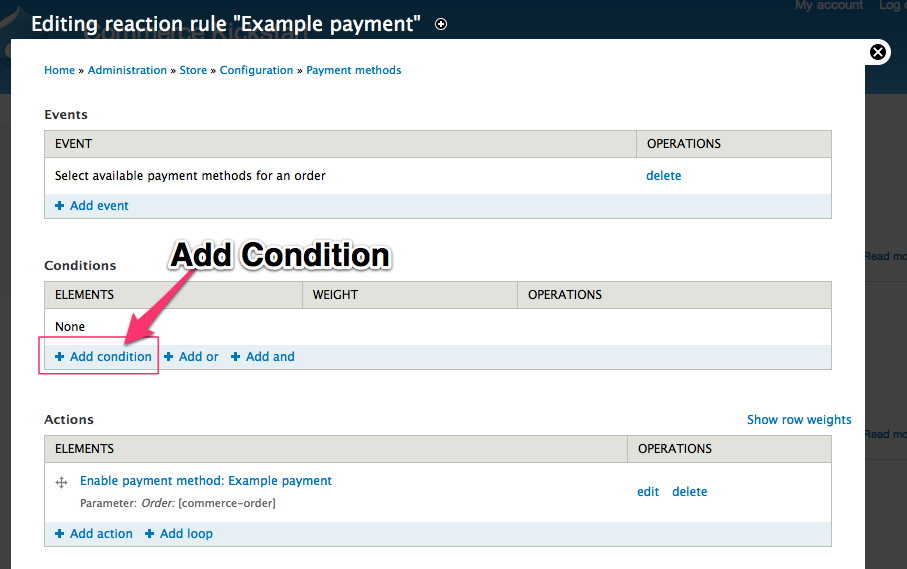 My account Log
Editing reaction rule "Example payment"
Commerce Kickstart
Home » Administration » Store » Configuration » Payment methods
Events
EVENT OPERATIONS
Select available payment methods for an order delete
+ Add event
Add Condition
Read mo
Conditions
ELEMENTS WEIGHT OPERATIONS
None
+ Add condition + Add or + Add and
Actions Show row weights
Read mo
ELEMENTS OPERATIONS
Enable payment method: Example payment
edit delete
Parameter: Order: [commerce-order]
+ Add action + Add loop